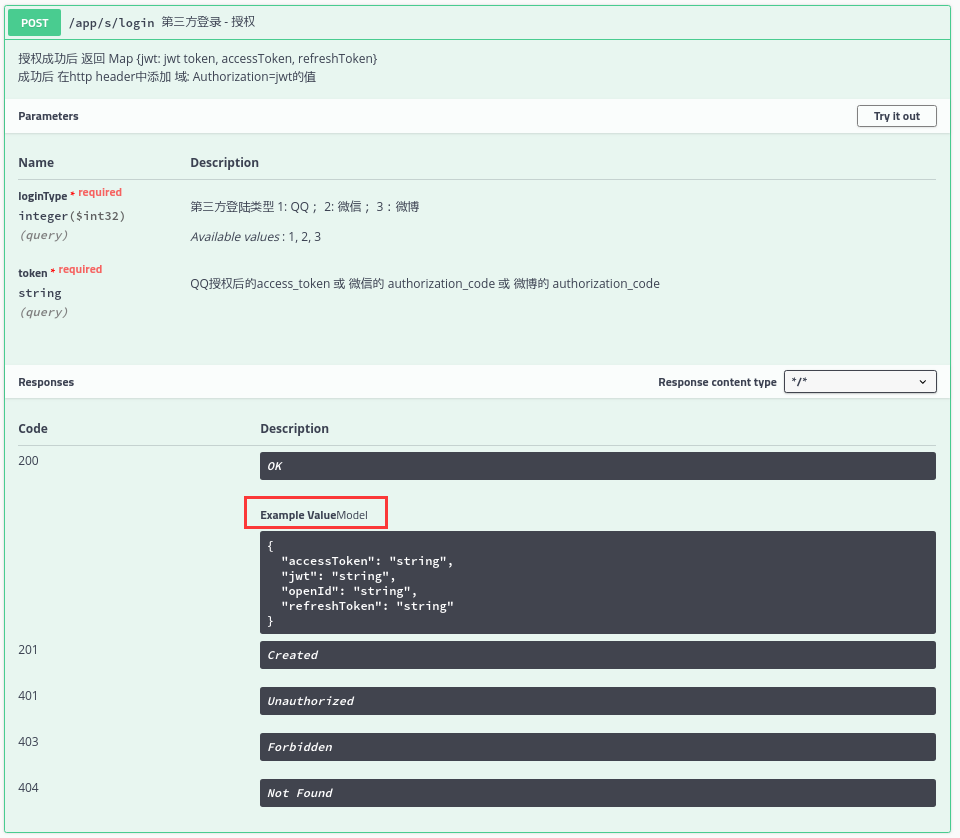 POST /app/s/login 第三方登录 - 授权
授权成功后 返回 Map {jwt: jwt token, accessToken, refreshToken}
成功后 在http header中添加 域: Authorization=jwt的值
Parameters Try it out
Name Description
loginType * required
integer($int32)
(query)
第三方登陆类型 1: QQ ; 2: 微信 ; 3 : 微博
Available values : 1, 2, 3
token * required
string
(query)
QQ授权后的access_token 或 微信的 authorization_code 或 微博的 authorization_code
Responses Response content type */*
Code Description
200 OK
Example ValueModel
{
"accessToken": "string",
"jwt": "string",
"openId": "string",
"refreshToken": "string"
}
201 Created
401 Unauthorized
403 Forbidden
404 Not Found